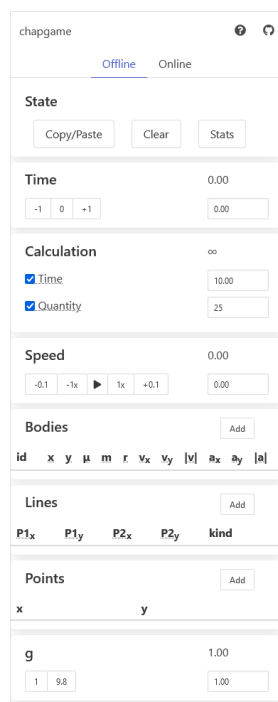 chapgame
Offline Online
State
Copy/Paste Clear Stats
Time 0.00
-1 0 +1 0.00
Calculation ∞
Time 10.00
Quantity 25
Speed 0.00
-0.1 -1x 1x +0.1 0.00
Bodies Add
id x y μ m r vx vy |v| ax ay |a|
Lines Add
P1x P1y P2x P2y kind
Points Add
x y
g 1.00
1 9.8 1.00